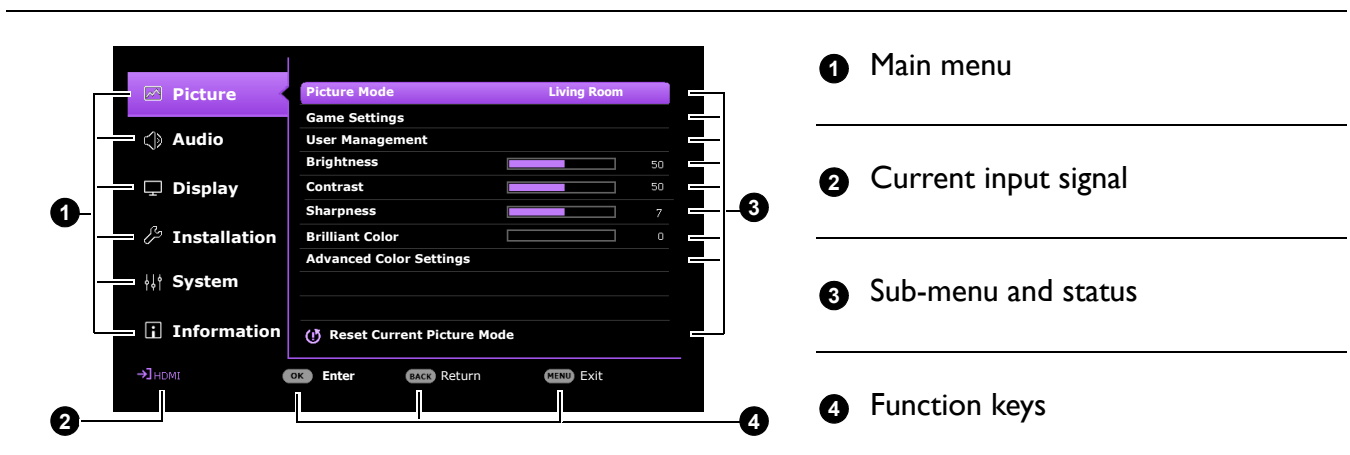 Picture
Audio
Display
Installation
System
Information
Picture Mode Living Room
Game Settings
User Management
Brightness 50
Contrast 50
Sharpness 7
Brilliant Color 0
Advanced Color Settings
Reset Current Picture Mode
HDMI
OK Enter BACK Return MENU Exit
1
2
3
4
1 Main menu
2 Current input signal
3 Sub-menu and status
4 Function keys